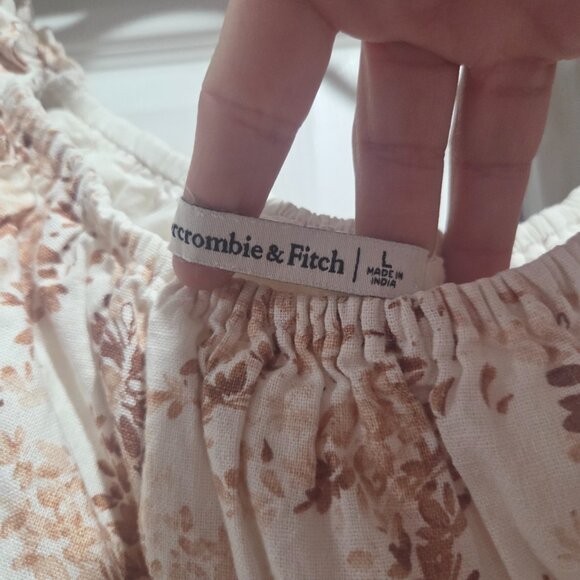 rcrombie & Fitch
L
MADE IN
INDIA